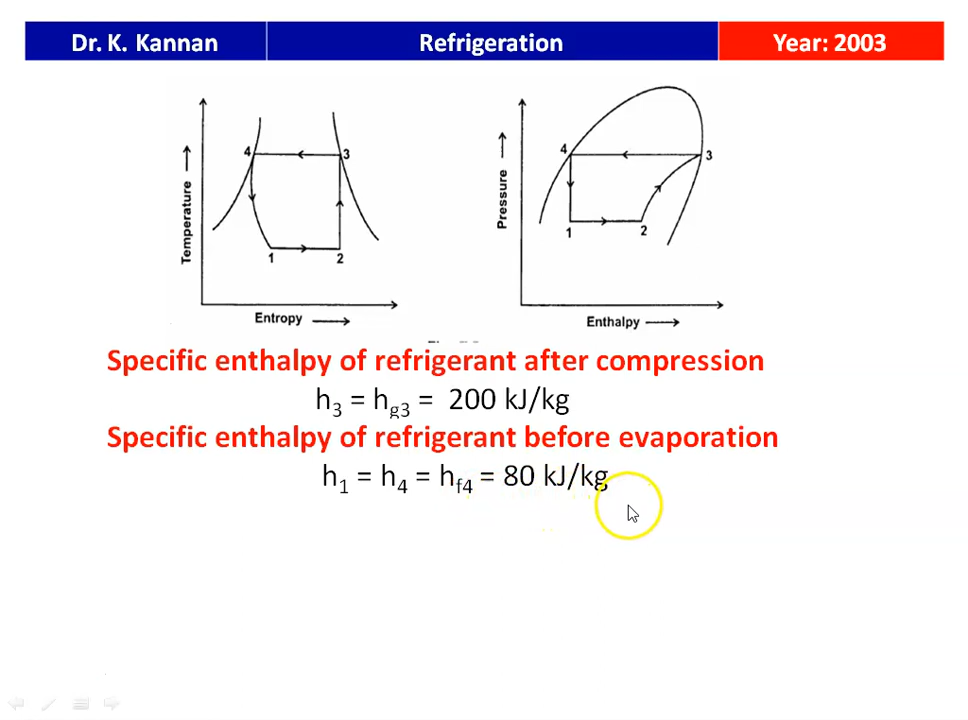 Dr. K. Kannan
Refrigeration
Year: 2003
Temperature
4
3
1
2
Entropy
Pressure
4
3
1
2
Enthalpy
Specific enthalpy of refrigerant after compression
h3 = hg3 = 200 kJ/kg
Specific enthalpy of refrigerant before evaporation
h1 = h4 = hf4 = 80 kJ/kg